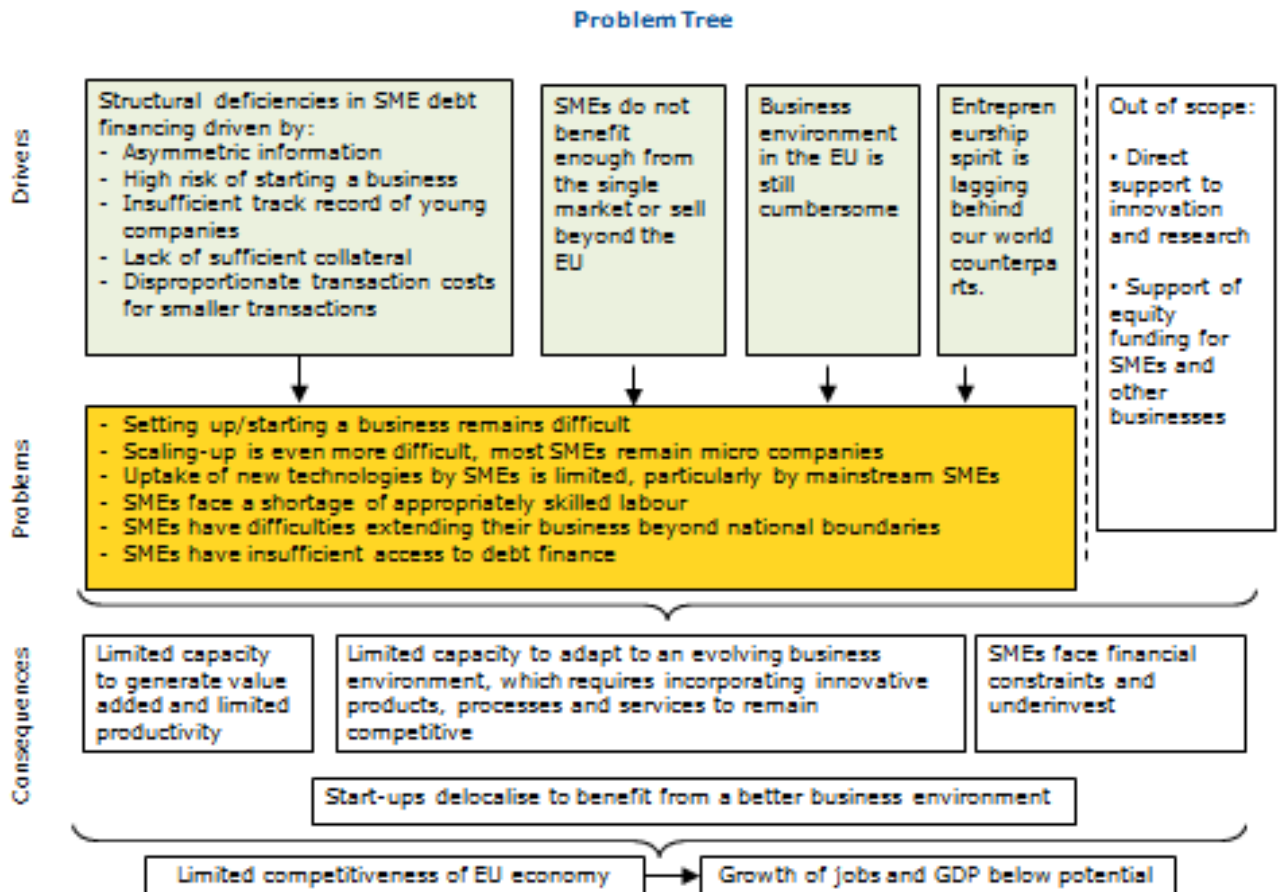 Problem Tree
Drivers
Structural deficiencies in SME debt
financing driven by:
- Asymmetric information
- High risk of starting a business
- Insufficient track record of young
companies
- Lack of sufficient collateral
- Disproportionate transaction costs
for smaller transactions
SMEs do not
benefit
enough from
the single
market or sell
beyond the
EU
Business
environment
in the EU is
still
cumbersome
Entrepren
eurship
spirit is
lagging
behind
our world
counterpa
rts.
Out of scope:
• Direct
support to
innovation
and research
• Support of
equity
funding for
SMEs and
other
businesses
Problems
- Setting up/starting a business remains difficult
- Scaling-up is even more difficult, most SMEs remain micro companies
- Uptake of new technologies by SMEs is limited, particularly by mainstream SMEs
- SMEs face a shortage of appropriately skilled labour
- SMEs have difficulties extending their business beyond national boundaries
- SMEs have insufficient access to debt finance
Consequences
Limited capacity
to generate value
added and limited
productivity
Limited capacity to adapt to an evolving business
environment, which requires incorporating innovative
products, processes and services to remain
competitive
SMEs face financial
constraints and
underinvest
Start-ups delocalise to benefit from a better business environment
Limited competitiveness of EU economy
Growth of jobs and GDP below potential